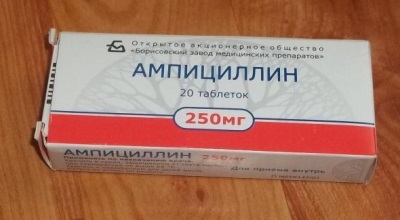 Открытое акционерное общество
«Борисовский завод медицинских препаратов»
АМПИЦИЛЛИН
20 таблеток
250МГ
АМПИЦИЛЛИН 250МГ
Для приема внутрь